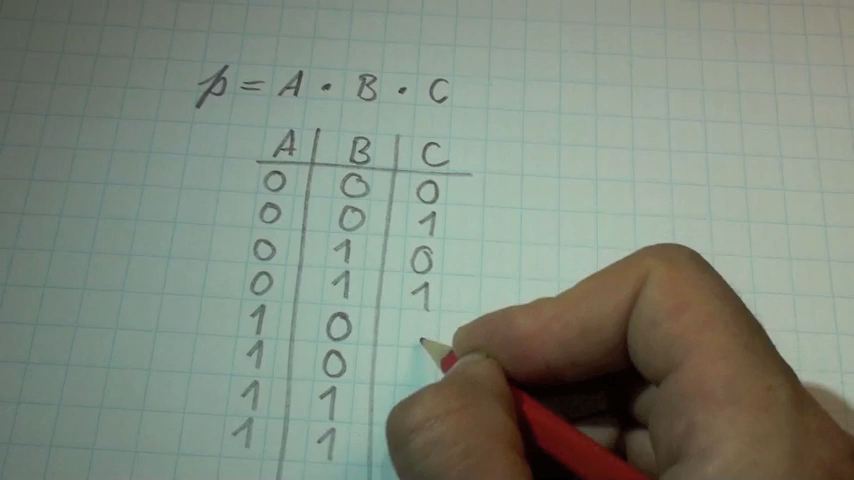 p = A · B · C
A B C
0 0 0
0 0 1
0 1 0
0 1 1
1 0
1 0
1 1
1 1